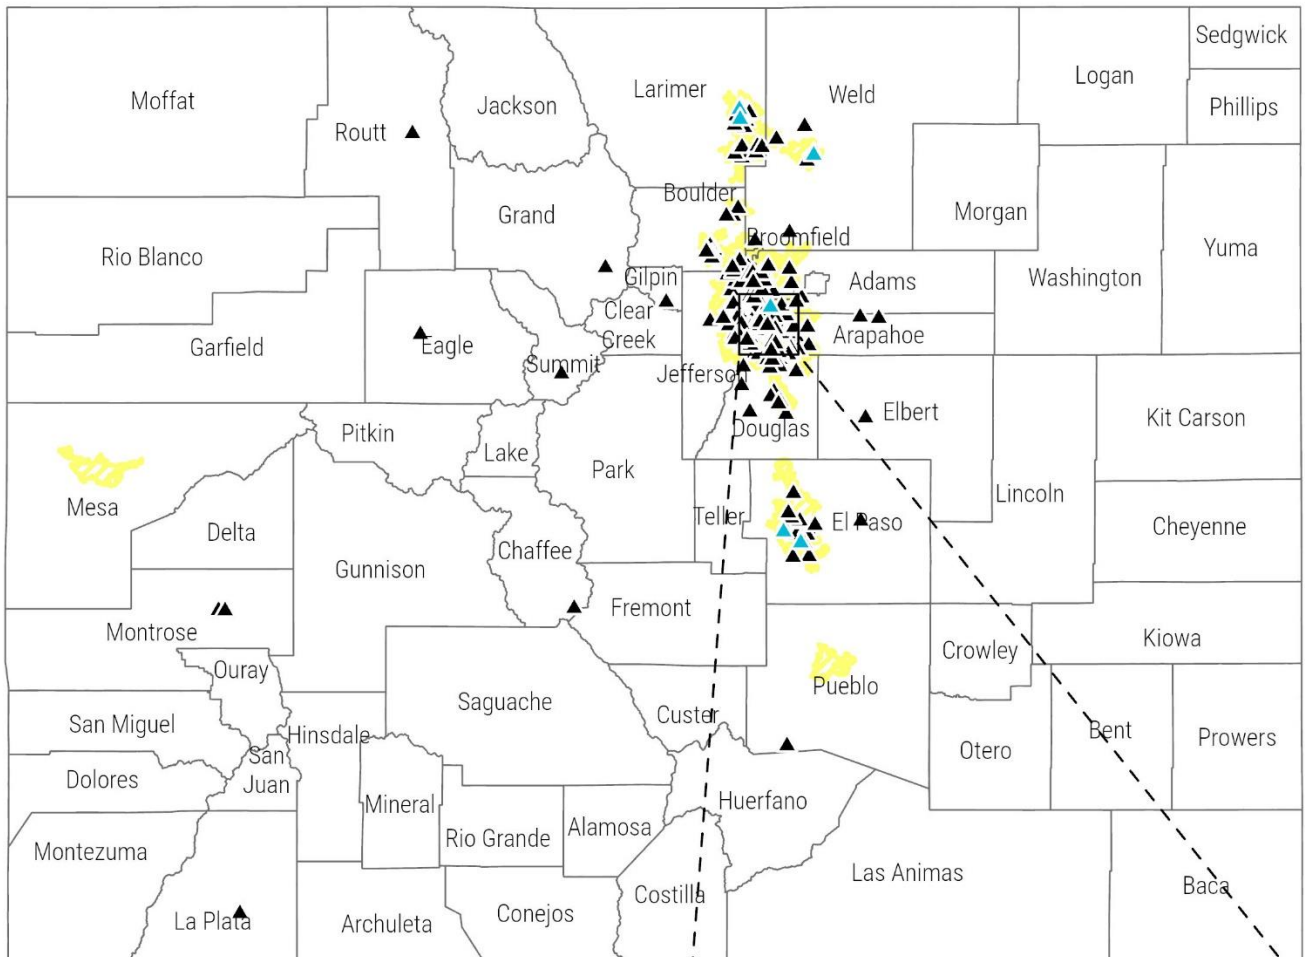 Sedgwick
Moffat
Jackson
Larimer
Weld
Logan
Phillips
Routt
Boulder
Morgan
Grand
Yuma
Rio Blanco
Broomfield
Gilpin
Adams
Washington
Clear
Creek
Garfield
Eagle
Arapahoe
Summit
Jefferson
Elbert
Kit Carson
Pitkin
Douglas
Lake
Park
Mesa
Lincoln
Delta
Teller
El Paso
Cheyenne
Chaffee
Gunnison
Fremont
Montrose
Kiowa
Crowley
Ouray
Pueblo
Saguache
Custer
San Miguel
Hinsdale
Bent
Prowers
Otero
San
Juan
Dolores
Mineral
Huerfano
Rio Grande
Alamosa
Montezuma
Las Animas
Costilla
Baca
La Plata
Archuleta
Conejos